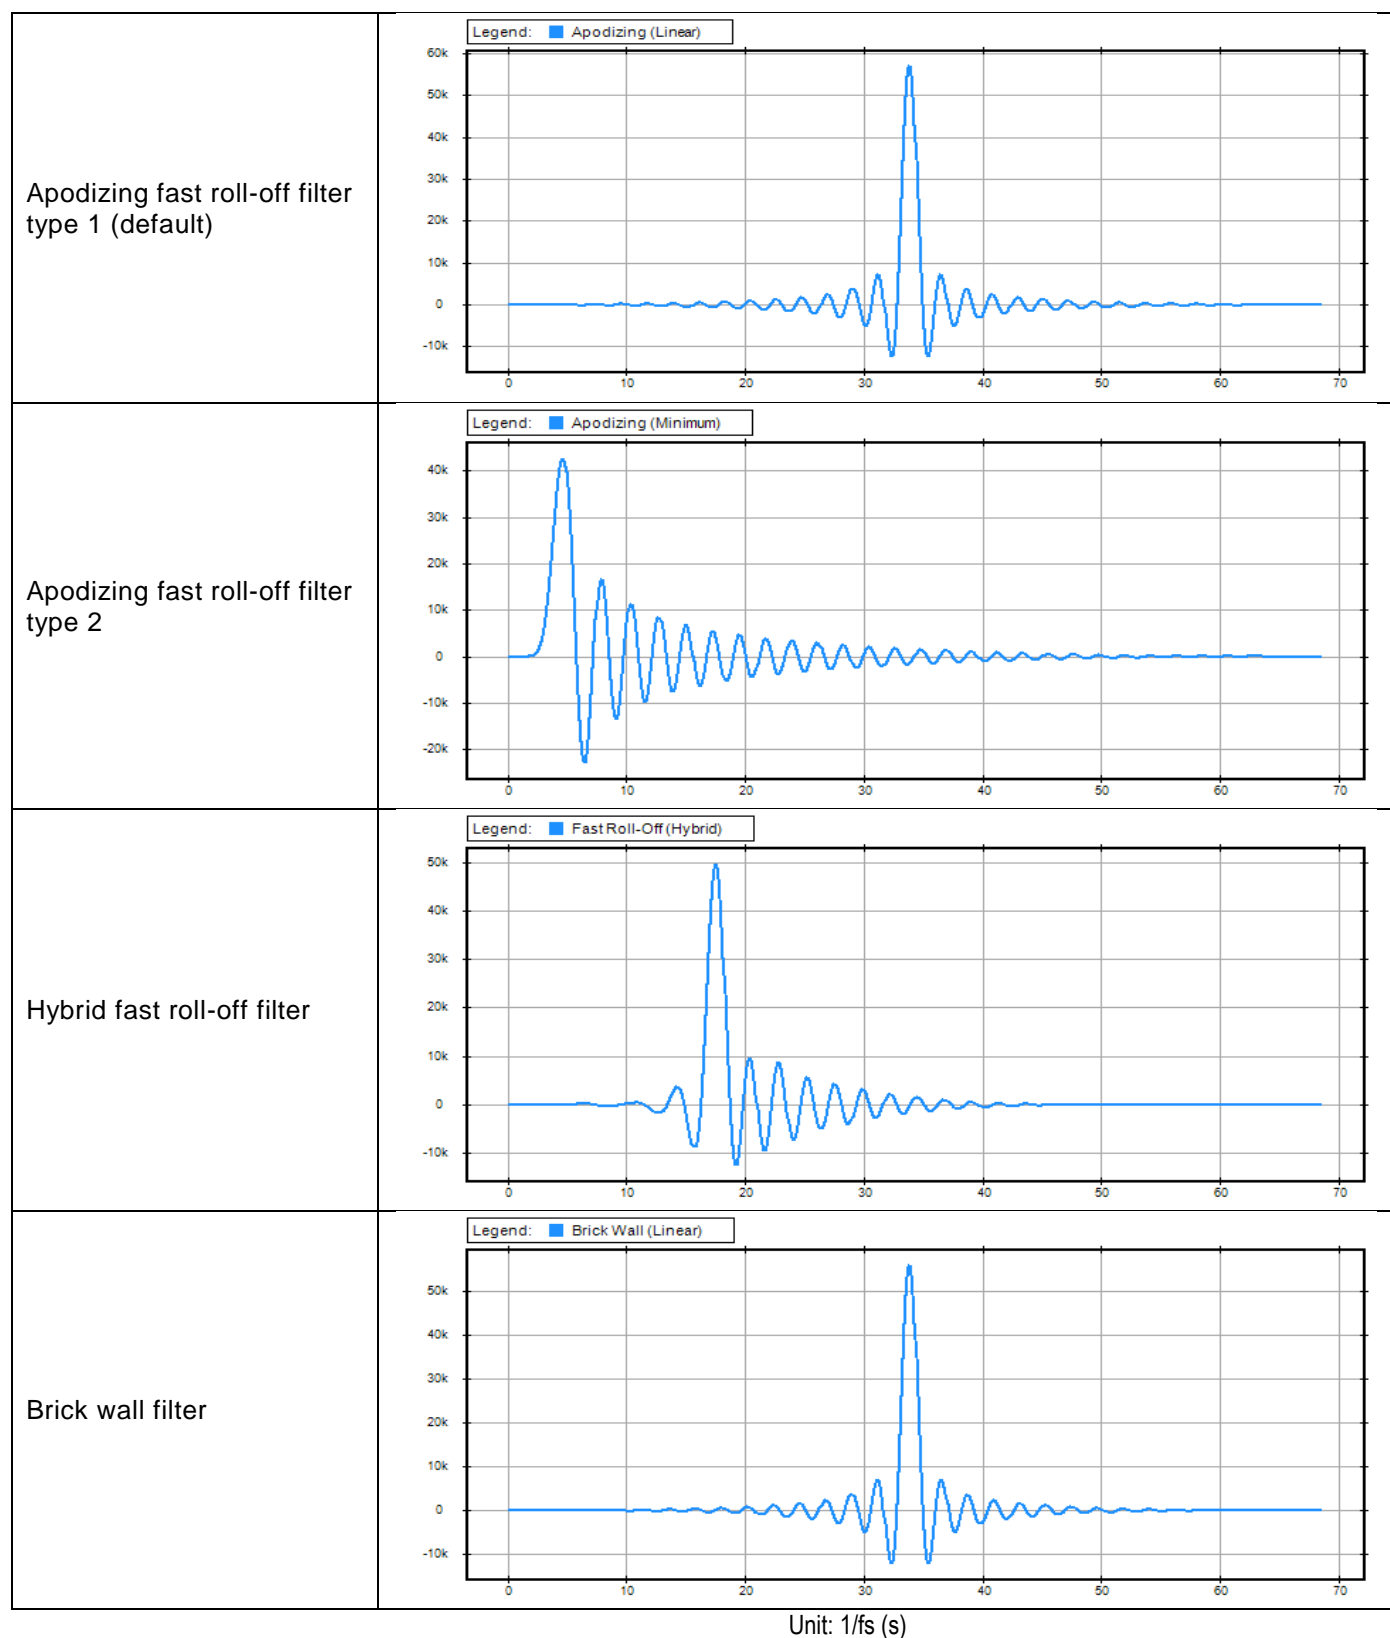 Apodizing fast roll-off filter
type 1 (default)
Legend: Apodizing (Linear)
60k
50k
40k
30k
20k
10k
0
-10k
0 10 20 30 40 50 60 70
Apodizing fast roll-off filter
type 2
Legend: Apodizing (Minimum)
40k
30k
20k
10k
0
-10k
-20k
0 10 20 30 40 50 60 70
Hybrid fast roll-off filter
Legend: Fast Roll-Off (Hybrid)
50k
40k
30k
20k
10k
0
-10k
0 10 20 30 40 50 60 70
Brick wall filter
Legend: Brick Wall (Linear)
50k
40k
30k
20k
10k
0
-10k
0 10 20 30 40 50 60 70
Unit: 1/fs (s)